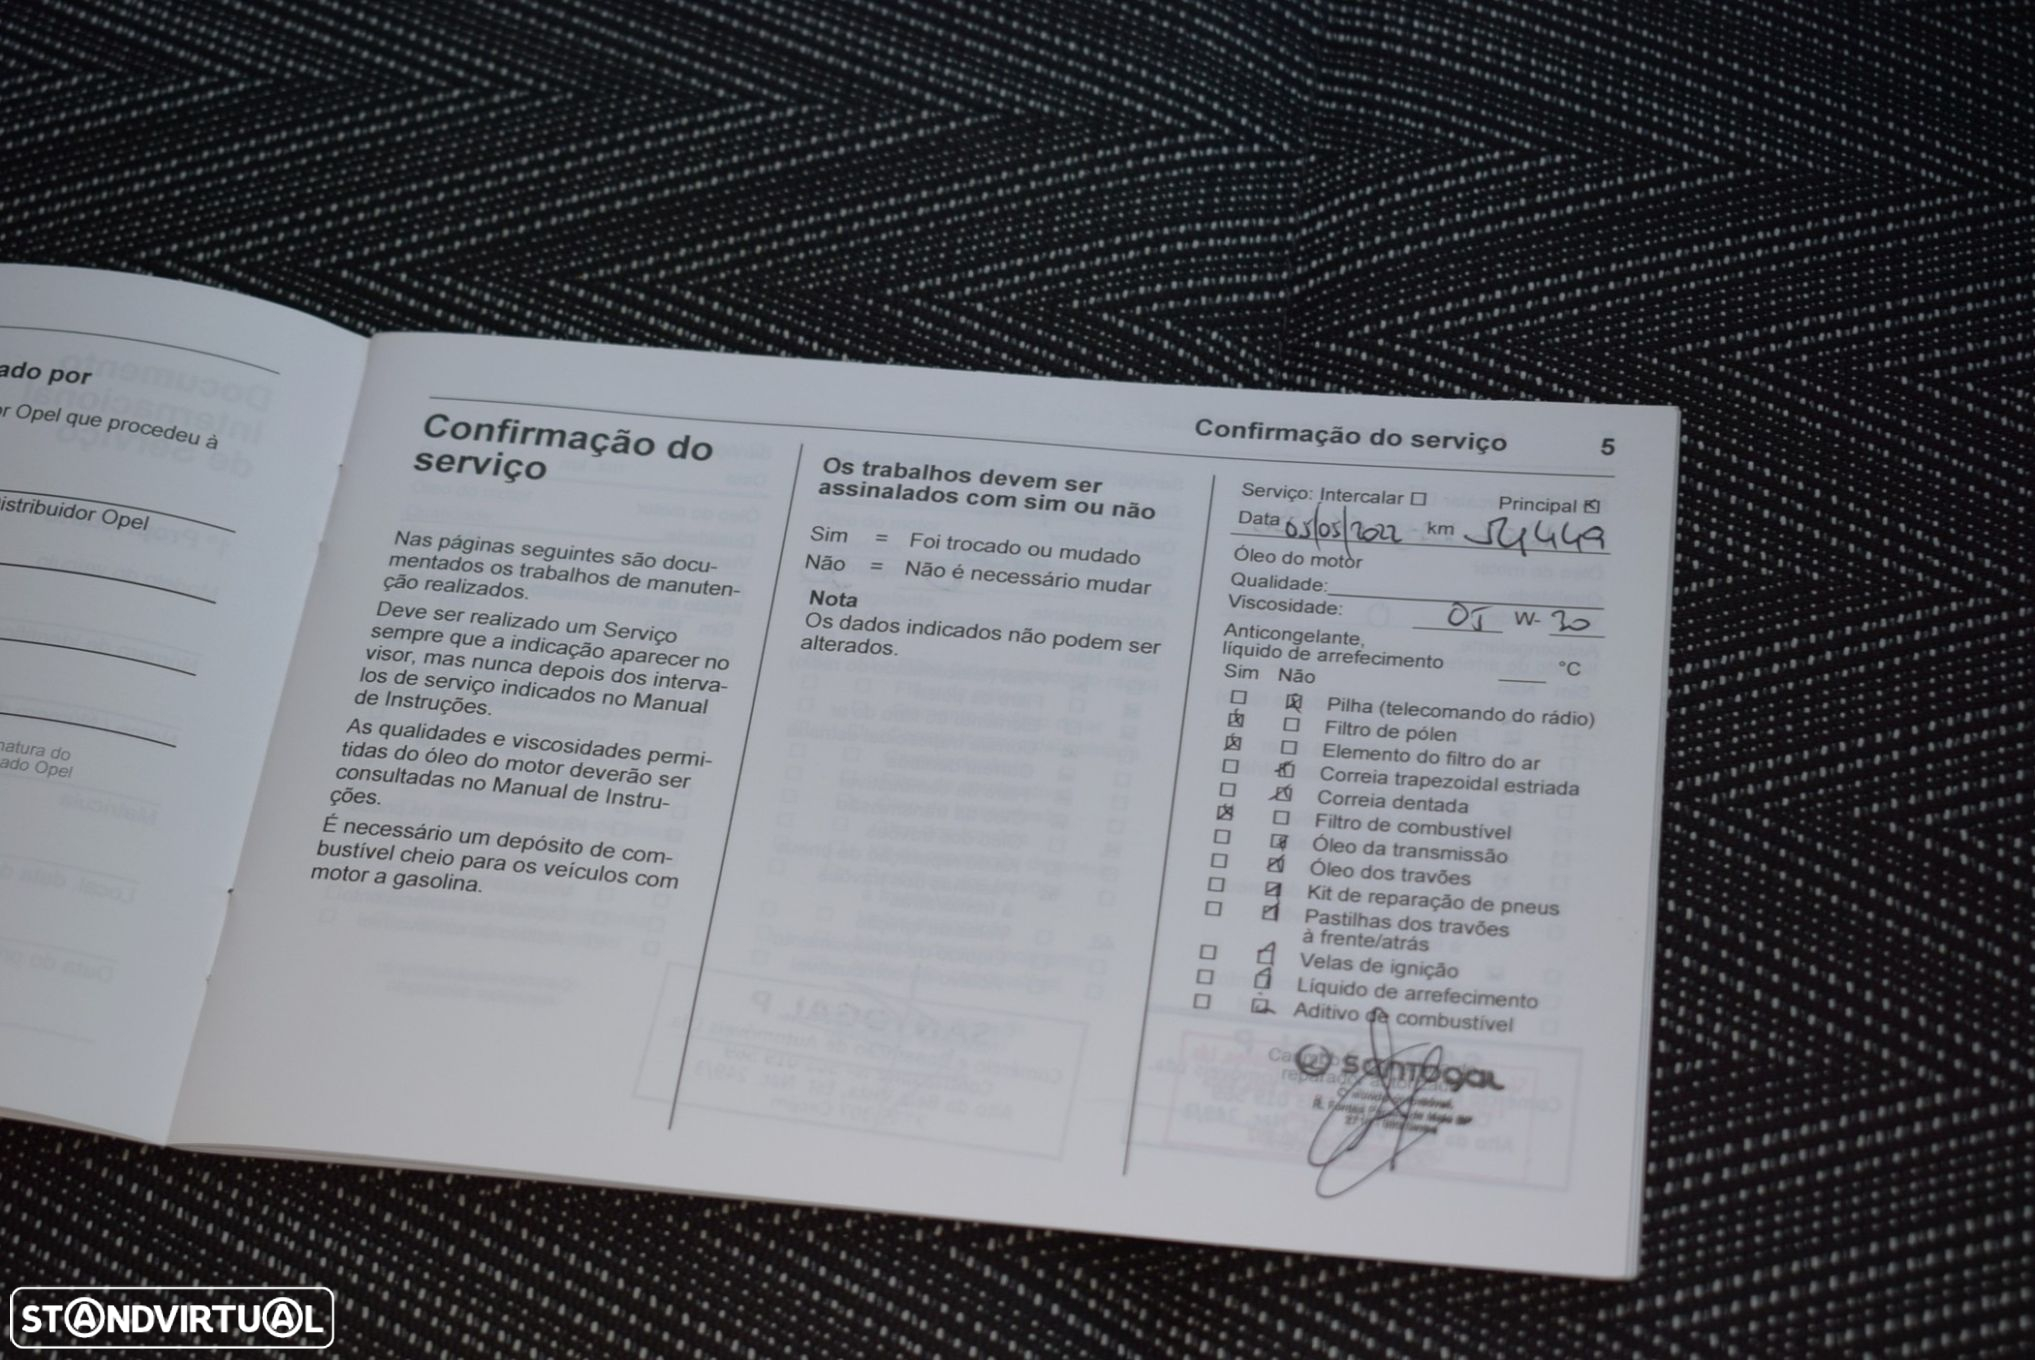 ado por
r Opel que procedeu à
istribuidor Opel
natura do
ado Opel
Confirmação do serviço 5
Confirmação do
serviço
Nas páginas seguintes são docu-
mentados os trabalhos de manuten-
ção realizados.
Deve ser realizado um Serviço
sempre que a indicação aparecer no
visor, mas nunca depois dos interva-
los de serviço indicados no Manual
de Instruções.
As qualidades e viscosidades permi-
tidas do óleo do motor deverão ser
consultadas no Manual de Instru-
ções.
É necessário um depósito de com-
bustível cheio para os veículos com
motor a gasolina.
Os trabalhos devem ser
assinalados com sim ou não
Sim = Foi trocado ou mudado
Não = Não é necessário mudar
Nota
Os dados indicados não podem ser
alterados.
Serviço: Intercalar Principal
Data 05/05/2022 km 54449
Óleo do motor
Qualidade:
Viscosidade: 05 W- 30
Anticongelante,
líquido de arrefecimento °C
Sim Não
Pilha (telecomando do rádio)
Filtro de pólen
Elemento do filtro do ar
Correia trapezoidal estriada
Correia dentada
Filtro de combustível
Óleo da transmissão
Óleo dos travões
Kit de reparação de pneus
Pastilhas dos travões
à frente/atrás
Velas de ignição
Líquido de arrefecimento
Aditivo de combustível
santogal
STANDVIRTUAL